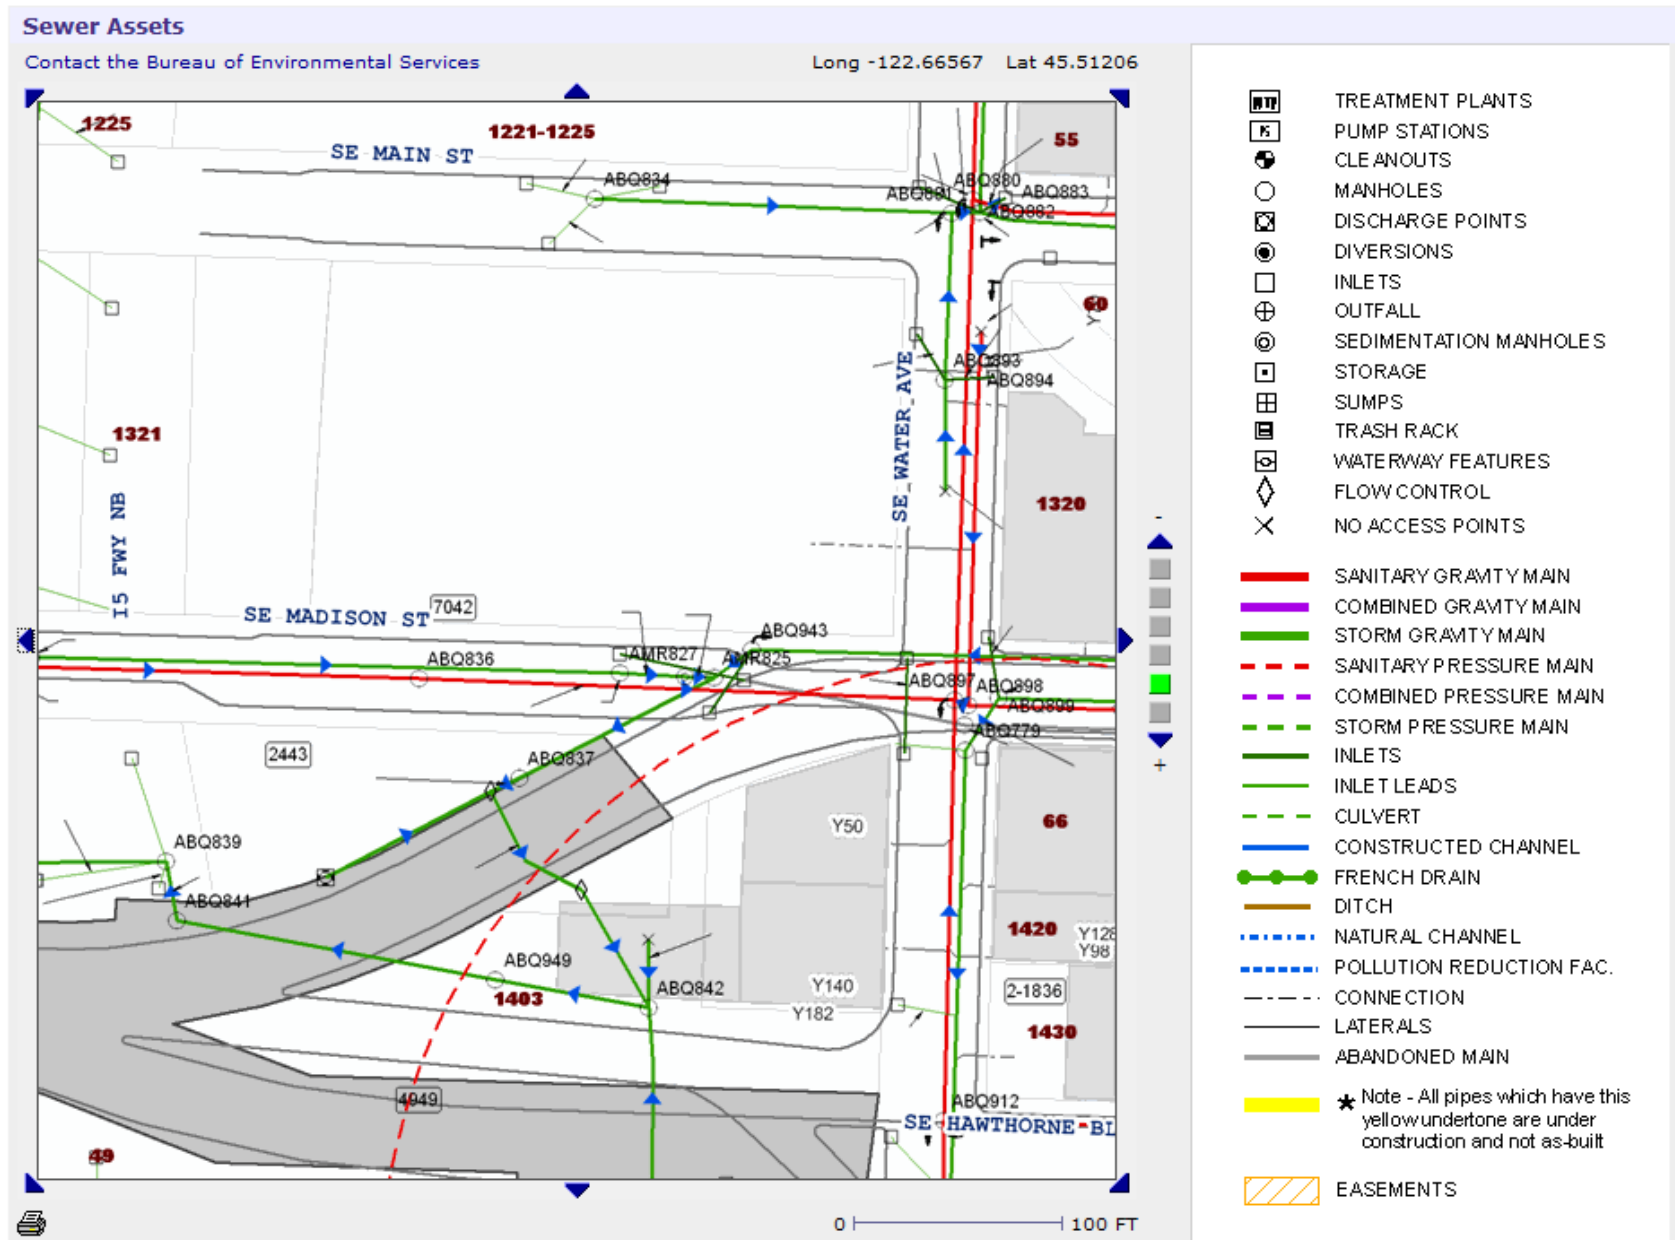 Sewer Assets
Contact the Bureau of Environmental Services
Long -122.66567 Lat 45.51206
1225
1221-1225
55
SE MAIN ST
ABQ834
ABQ880
ABQ881
ABQ883
ABQ882
60
ABQ893
ABQ894
SE WATER AVE
1321
1320
I5 FWY NB
7042
SE MADISON ST
ABQ943
ABQ836
AMR827
AMR825
ABQ897
ABQ898
ABQ899
ABQ779
2443
ABQ837
Y50
66
ABQ839
ABQ841
1420
Y128
Y98
ABQ949
1403
ABQ842
Y140
2-1836
Y182
1430
4949
ABQ912
SE HAWTHORNE BL
49
0
100 FT
-
+
TREATMENT PLANTS
PUMP STATIONS
CLEANOUTS
MANHOLES
DISCHARGE POINTS
DIVERSIONS
INLETS
OUTFALL
SEDIMENTATION MANHOLES
STORAGE
SUMPS
TRASH RACK
WATERWAY FEATURES
FLOW CONTROL
NO ACCESS POINTS
SANITARY GRAVITY MAIN
COMBINED GRAVITY MAIN
STORM GRAVITY MAIN
SANITARY PRESSURE MAIN
COMBINED PRESSURE MAIN
STORM PRESSURE MAIN
INLETS
INLET LEADS
CULVERT
CONSTRUCTED CHANNEL
FRENCH DRAIN
DITCH
NATURAL CHANNEL
POLLUTION REDUCTION FAC.
CONNECTION
LATERALS
ABANDONED MAIN
★ Note - All pipes which have this
yellow undertone are under
construction and not as-built
EASEMENTS